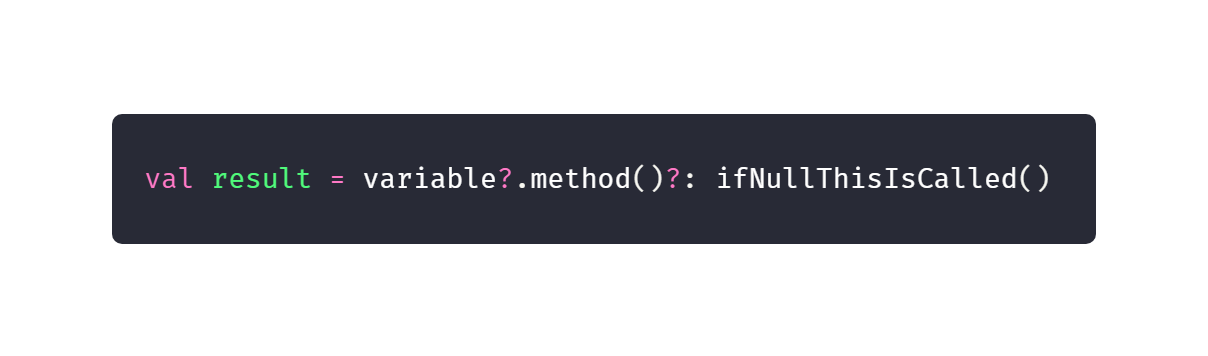 val result = variable?.method()?: ifNullThisIsCalled()